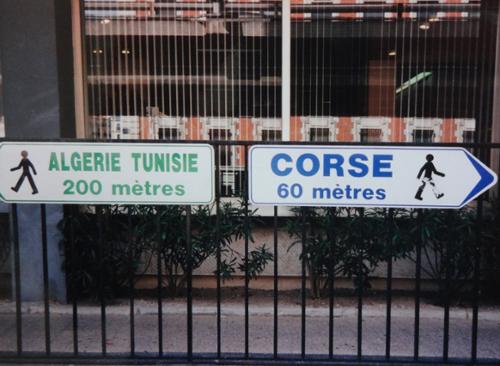 ALGERIE TUNISIE
200 mètres
CORSE
60 mètres